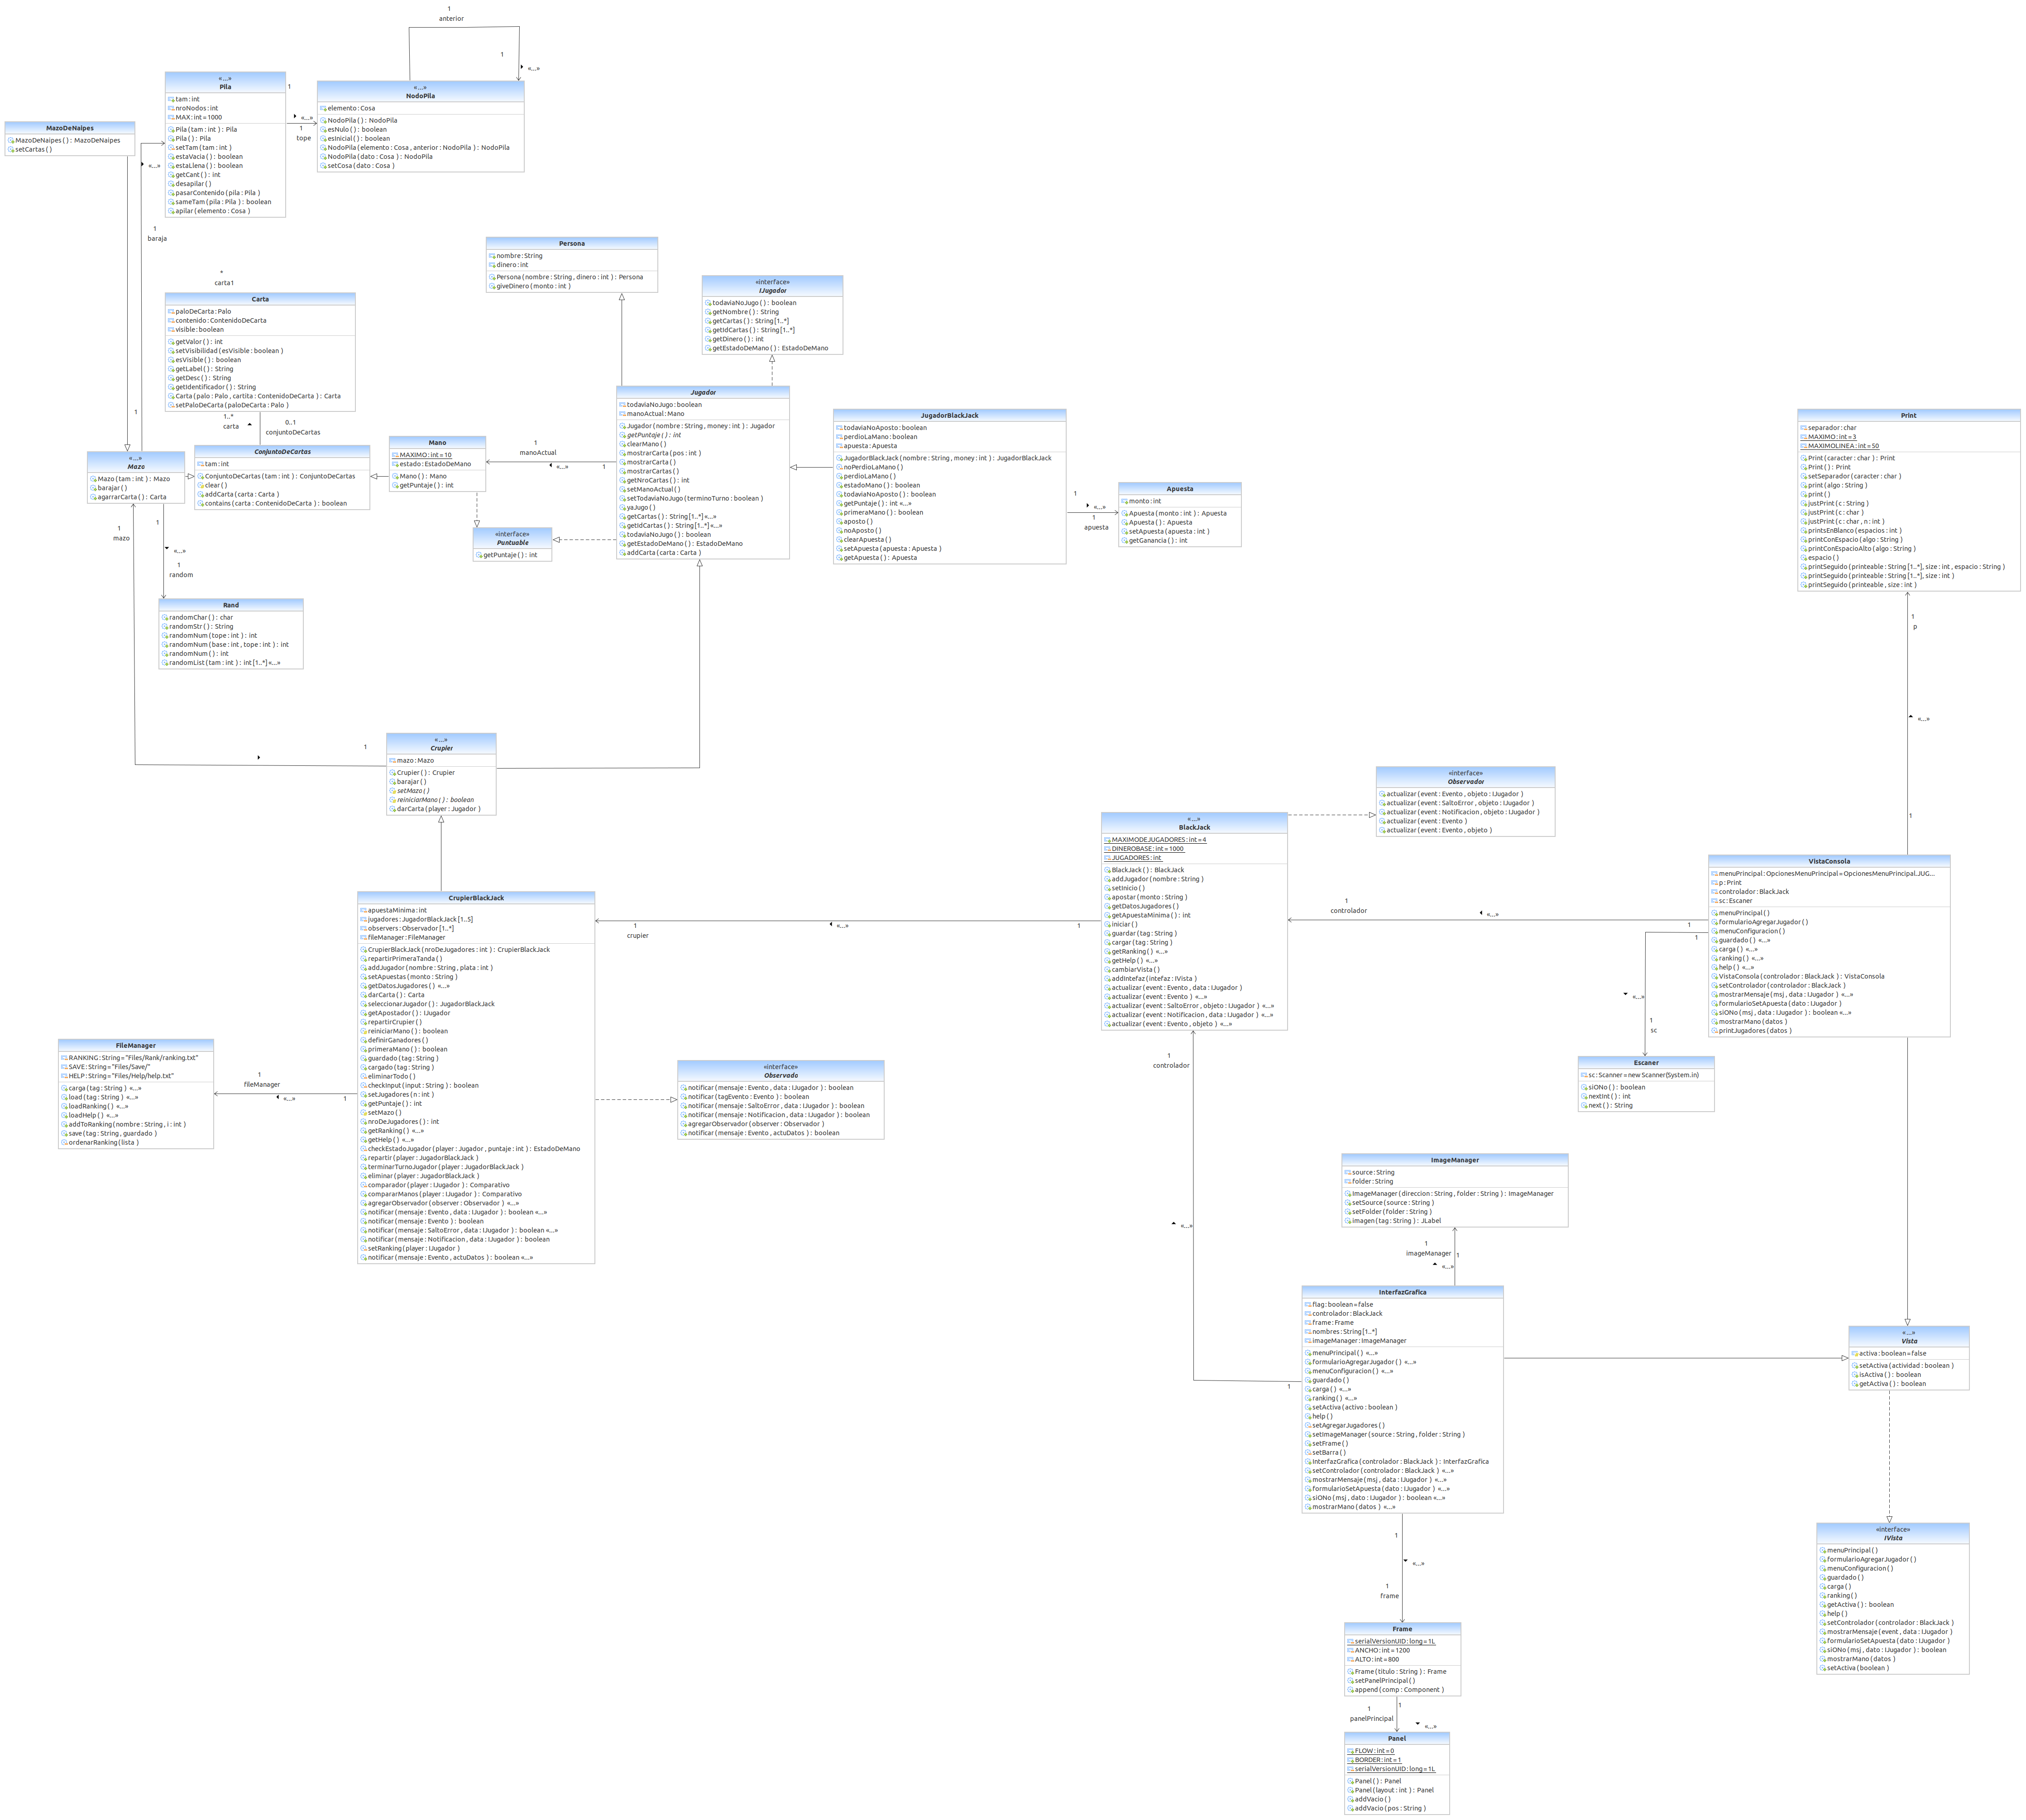 1
anterior
1
«...»
«...»
Pila
tam : int
nroNodos : int
MAX : int = 1000
Pila ( tam : int ) : Pila
Pila ( ) : Pila
setTam ( tam : int )
estaVacia ( ) : boolean
estaLlena ( ) : boolean
getCant ( ) : int
desapilar ( )
pasarContenido ( pila : Pila )
sameTam ( pila : Pila ) : boolean
apilar ( elemento : Cosa )
1
«...»
1
tope
«...»
NodoPila
elemento : Cosa
NodoPila ( ) : NodoPila
esNulo ( ) : boolean
esInicial ( ) : boolean
NodoPila ( elemento : Cosa , anterior : NodoPila ) : NodoPila
NodoPila ( dato : Cosa ) : NodoPila
setCosa ( dato : Cosa )
MazoDeNaipes
MazoDeNaipes ( ) : MazoDeNaipes
setCartas ( )
«...»
1
baraja
1
*
carta1
Carta
paloDeCarta : Palo
contenido : ContenidoDeCarta
visible : boolean
getValor ( ) : int
setVisibilidad ( esVisible : boolean )
esVisible ( ) : boolean
getLabel ( ) : String
getDesc ( ) : String
getIdentificador ( ) : String
Carta ( palo : Palo , cartita : ContenidoDeCarta ) : Carta
setPaloDeCarta ( paloDeCarta : Palo )
1..*
carta
0..1
conjuntoDeCartas
Persona
nombre : String
dinero : int
Persona ( nombre : String , dinero : int ) : Persona
giveDinero ( monto : int )
«interface»
IJugador
todaviaNoJugo ( ) : boolean
getNombre ( ) : String
getCartas ( ) : String [1..*]
getIdCartas ( ) : String [1..*]
getDinero ( ) : int
getEstadoDeMano ( ) : EstadoDeMano
«...»
Mazo
Mazo ( tam : int ) : Mazo
barajar ( )
agarrarCarta ( ) : Carta
ConjuntoDeCartas
tam : int
ConjuntoDeCartas ( tam : int ) : ConjuntoDeCartas
clear ( )
addCarta ( carta : Carta )
contains ( carta : ContenidoDeCarta ) : boolean
Mano
MAXIMO : int = 10
estado : EstadoDeMano
Mano ( ) : Mano
getPuntaje ( ) : int
1
manoActual
«...»
1
«interface»
Puntuable
getPuntaje ( ) : int
Jugador
todaviaNoJugo : boolean
manoActual : Mano
Jugador ( nombre : String , money : int ) : Jugador
getPuntaje ( ) : int
clearMano ( )
mostrarCarta ( pos : int )
mostrarCarta ( )
mostrarCartas ( )
getNroCartas ( ) : int
setManoActual ( )
setTodaviaNoJugo ( terminoTurno : boolean )
yaJugo ( )
getCartas ( ) : String [1..*] «...»
getIdCartas ( ) : String [1..*] «...»
todaviaNoJugo ( ) : boolean
getEstadoDeMano ( ) : EstadoDeMano
addCarta ( carta : Carta )
JugadorBlackJack
todaviaNoAposto : boolean
perdioLaMano : boolean
apuesta : Apuesta
JugadorBlackJack ( nombre : String , money : int ) : JugadorBlackJack
noPerdioLaMano ( )
perdioLaMano ( )
estadoMano ( ) : boolean
todaviaNoAposto ( ) : boolean
getPuntaje ( ) : int «...»
primeraMano ( ) : boolean
aposto ( )
noAposto ( )
clearApuesta ( )
setApuesta ( apuesta : Apuesta )
getApuesta ( ) : Apuesta
1
«...»
1
apuesta
Apuesta
monto : int
Apuesta ( monto : int ) : Apuesta
Apuesta ( ) : Apuesta
setApuesta ( apuesta : int )
getGanancia ( ) : int
Print
separador : char
MAXIMO : int = 3
MAXIMOLINEA : int = 50
Print ( caracter : char ) : Print
Print ( ) : Print
setSeparador ( caracter : char )
print ( algo : String )
print ( )
justPrint ( c : String )
justPrint ( c : char )
justPrint ( c : char , n : int )
printsEnBlanco ( espacios : int )
printConEspacio ( algo : String )
printConEspacioAlto ( algo : String )
espacio ( )
printSeguido ( printeable : String [1..*], size : int , espacio : String )
printSeguido ( printeable : String [1..*], size : int )
printSeguido ( printeable , size : int )
1
mazo
1
«...»
1
random
Rand
randomChar ( ) : char
randomStr ( ) : String
randomNum ( tope : int ) : int
randomNum ( base : int , tope : int ) : int
randomNum ( ) : int
randomList ( tam : int ) : int [1..*] «...»
1
p
«...»
1
1
«...»
Crupier
mazo : Mazo
Crupier ( ) : Crupier
barajar ( )
setMazo ( )
reiniciarMano ( ) : boolean
darCarta ( player : Jugador )
«interface»
Observador
actualizar ( event : Evento , objeto : IJugador )
actualizar ( event : SaltoError , objeto : IJugador )
actualizar ( event : Notificacion , objeto : IJugador )
actualizar ( event : Evento )
actualizar ( event : Evento , objeto )
«...»
BlackJack
MAXIMODEJUGADORES : int = 4
DINEROBASE : int = 1000
JUGADORES : int
BlackJack ( ) : BlackJack
addJugador ( nombre : String )
setInicio ( )
apostar ( monto : String )
getDatosJugadores ( )
getApuestaMinima ( ) : int
iniciar ( )
guardar ( tag : String )
cargar ( tag : String )
getRanking ( ) «...»
getHelp ( ) «...»
cambiarVista ( )
addIntefaz ( intefaz : IVista )
actualizar ( event : Evento , data : IJugador )
actualizar ( event : Evento ) «...»
actualizar ( event : SaltoError , objeto : IJugador ) «...»
actualizar ( event : Notificacion , data : IJugador ) «...»
actualizar ( event : Evento , objeto ) «...»
VistaConsola
menuPrincipal : OpcionesMenuPrincipal = OpcionesMenuPrincipal.JUG...
p : Print
controlador : BlackJack
sc : Escaner
menuPrincipal ( )
formularioAgregarJugador ( )
menuConfiguracion ( )
guardado ( ) «...»
carga ( ) «...»
ranking ( ) «...»
help ( ) «...»
VistaConsola ( controlador : BlackJack ) : VistaConsola
setControlador ( controlador : BlackJack )
mostrarMensaje ( msj , data : IJugador ) «...»
formularioSetApuesta ( dato : IJugador )
siONo ( msj , data : IJugador ) : boolean «...»
mostrarMano ( datos )
printJugadores ( datos )
1
controlador
«...»
1
1
«...»
1
sc
Escaner
sc : Scanner = new Scanner(System.in)
siONo ( ) : boolean
nextInt ( ) : int
next ( ) : String
CrupierBlackJack
apuestaMinima : int
jugadores : JugadorBlackJack [1..5]
observers : Observador [1..*]
fileManager : FileManager
CrupierBlackJack ( nroDeJugadores : int ) : CrupierBlackJack
repartirPrimeraTanda ( )
addJugador ( nombre : String , plata : int )
setApuestas ( monto : String )
getDatosJugadores ( ) «...»
darCarta ( ) : Carta
seleccionarJugador ( ) : JugadorBlackJack
getApostador ( ) : IJugador
repartirCrupier ( )
reiniciarMano ( ) : boolean
definirGanadores ( )
primeraMano ( ) : boolean
guardado ( tag : String )
cargado ( tag : String )
eliminarTodo ( )
checkInput ( input : String ) : boolean
setJugadores ( n : int )
getPuntaje ( ) : int
setMazo ( )
nroDeJugadores ( ) : int
getRanking ( ) «...»
getHelp ( ) «...»
checkEstadoJugador ( player : Jugador , puntaje : int ) : EstadoDeMano
repartir ( player : JugadorBlackJack )
terminarTurnoJugador ( player : JugadorBlackJack )
eliminar ( player : JugadorBlackJack )
comparador ( player : IJugador ) : Comparativo
compararManos ( player : IJugador ) : Comparativo
agregarObservador ( observer : Observador ) «...»
notificar ( mensaje : Evento , data : IJugador ) : boolean «...»
notificar ( mensaje : Evento ) : boolean
notificar ( mensaje : SaltoError , data : IJugador ) : boolean «...»
notificar ( mensaje : Notificacion , data : IJugador ) : boolean
setRanking ( player : IJugador )
notificar ( mensaje : Evento , actuDatos ) : boolean «...»
1
crupier
«...»
1
FileManager
RANKING : String = "Files/Rank/ranking.txt"
SAVE : String = "Files/Save/"
HELP : String = "Files/Help/help.txt"
carga ( tag : String ) «...»
load ( tag : String ) «...»
loadRanking ( ) «...»
loadHelp ( ) «...»
addToRanking ( nombre : String , i : int )
save ( tag : String , guardado )
ordenarRanking ( lista )
1
fileManager
«...»
1
«interface»
Observado
notificar ( mensaje : Evento , data : IJugador ) : boolean
notificar ( tagEvento : Evento ) : boolean
notificar ( mensaje : SaltoError , data : IJugador ) : boolean
notificar ( mensaje : Notificacion , data : IJugador ) : boolean
agregarObservador ( observer : Observador )
notificar ( mensaje : Evento , actuDatos ) : boolean
1
controlador
«...»
1
ImageManager
source : String
folder : String
ImageManager ( direccion : String , folder : String ) : ImageManager
setSource ( source : String )
setFolder ( folder : String )
imagen ( tag : String ) : JLabel
1
imageManager
1
«...»
InterfazGrafica
flag : boolean = false
controlador : BlackJack
frame : Frame
nombres : String [1..*]
imageManager : ImageManager
menuPrincipal ( ) «...»
formularioAgregarJugador ( ) «...»
menuConfiguracion ( ) «...»
guardado ( )
carga ( ) «...»
ranking ( ) «...»
setActiva ( activo : boolean )
help ( )
setAgregarJugadores ( )
setImageManager ( source : String , folder : String )
setFrame ( )
setBarra ( )
InterfazGrafica ( controlador : BlackJack ) : InterfazGrafica
setControlador ( controlador : BlackJack ) «...»
mostrarMensaje ( msj , data : IJugador ) «...»
formularioSetApuesta ( dato : IJugador ) «...»
siONo ( msj , dato : IJugador ) : boolean «...»
mostrarMano ( datos ) «...»
«...»
Vista
activa : boolean = false
setActiva ( actividad : boolean )
isActiva ( ) : boolean
getActiva ( ) : boolean
«interface»
IVista
menuPrincipal ( )
formularioAgregarJugador ( )
menuConfiguracion ( )
guardado ( )
carga ( )
ranking ( )
getActiva ( ) : boolean
help ( )
setControlador ( controlador : BlackJack )
mostrarMensaje ( event , data : IJugador )
formularioSetApuesta ( dato : IJugador )
siONo ( msj , dato : IJugador ) : boolean
mostrarMano ( datos )
setActiva ( boolean )
1
«...»
1
frame
Frame
serialVersionUID : long = 1L
ANCHO : int = 1200
ALTO : int = 800
Frame ( titulo : String ) : Frame
setPanelPrincipal ( )
append ( comp : Component )
1
1
panelPrincipal
«...»
Panel
FLOW : int = 0
BORDER : int = 1
serialVersionUID : long = 1L
Panel ( ) : Panel
Panel ( layout : int ) : Panel
addVacio ( )
addVacio ( pos : String )